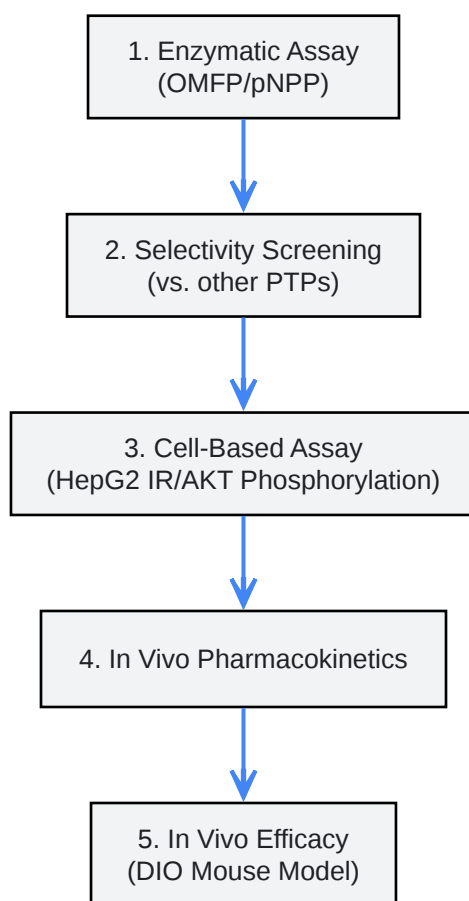 1. Enzymatic Assay
(OMFP/pNPP)
2. Selectivity Screening
(vs. other PTPs)
3. Cell-Based Assay
(HepG2 IR/AKT Phosphorylation)
4. In Vivo Pharmacokinetics
5. In Vivo Efficacy
(DIO Mouse Model)